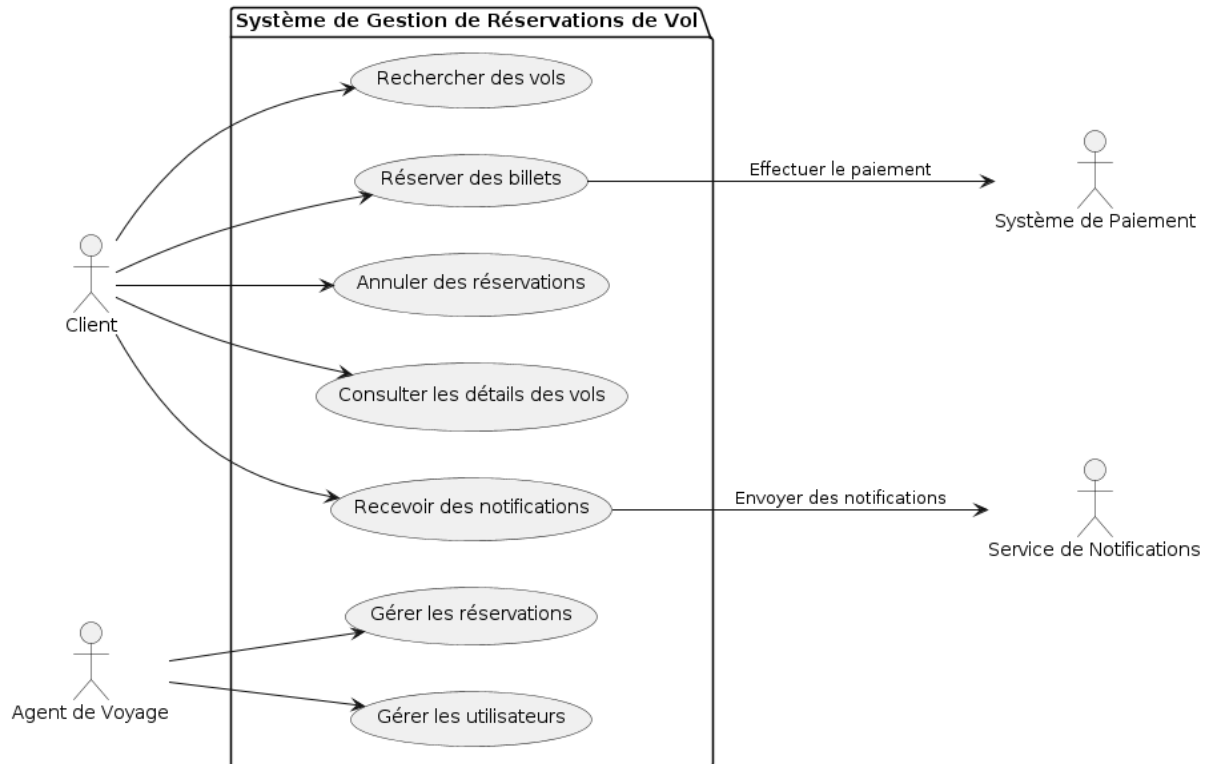 Système de Gestion de Réservations de Vol
Rechercher des vols
Réserver des billets
Effectuer le paiement
Système de Paiement
Annuler des réservations
Client
Consulter les détails des vols
Recevoir des notifications
Envoyer des notifications
Service de Notifications
Gérer les réservations
Agent de Voyage
Gérer les utilisateurs